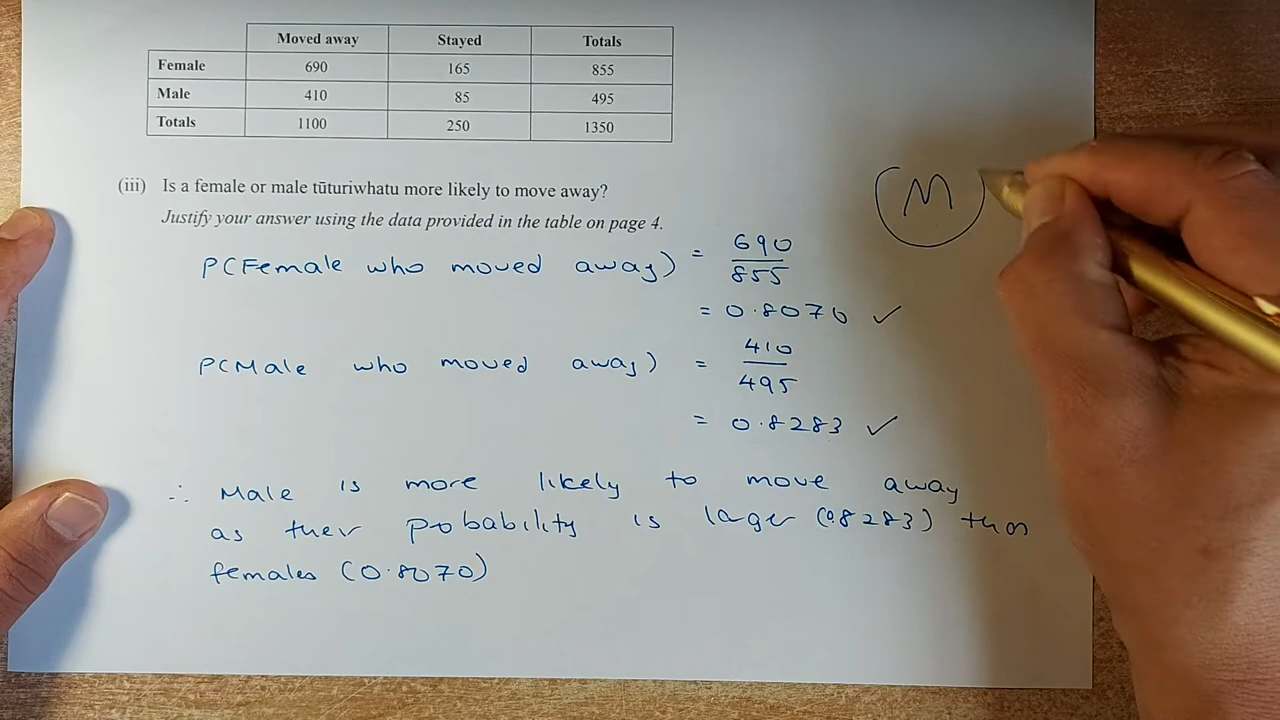 Moved away Stayed Totals
Female 690 165 855
Male 410 85 495
Totals 1100 250 1350
(iii) Is a female or male tūturiwhatu more likely to move away?
Justify your answer using the data provided in the table on page 4.
P(Female who moved away) = 690/855
= 0.8070 ✓
P(Male who moved away) = 410/495
= 0.8283 ✓
M
∴ Male is more likely to move away
as their probability is larger (0.8283) than
females (0.8070)